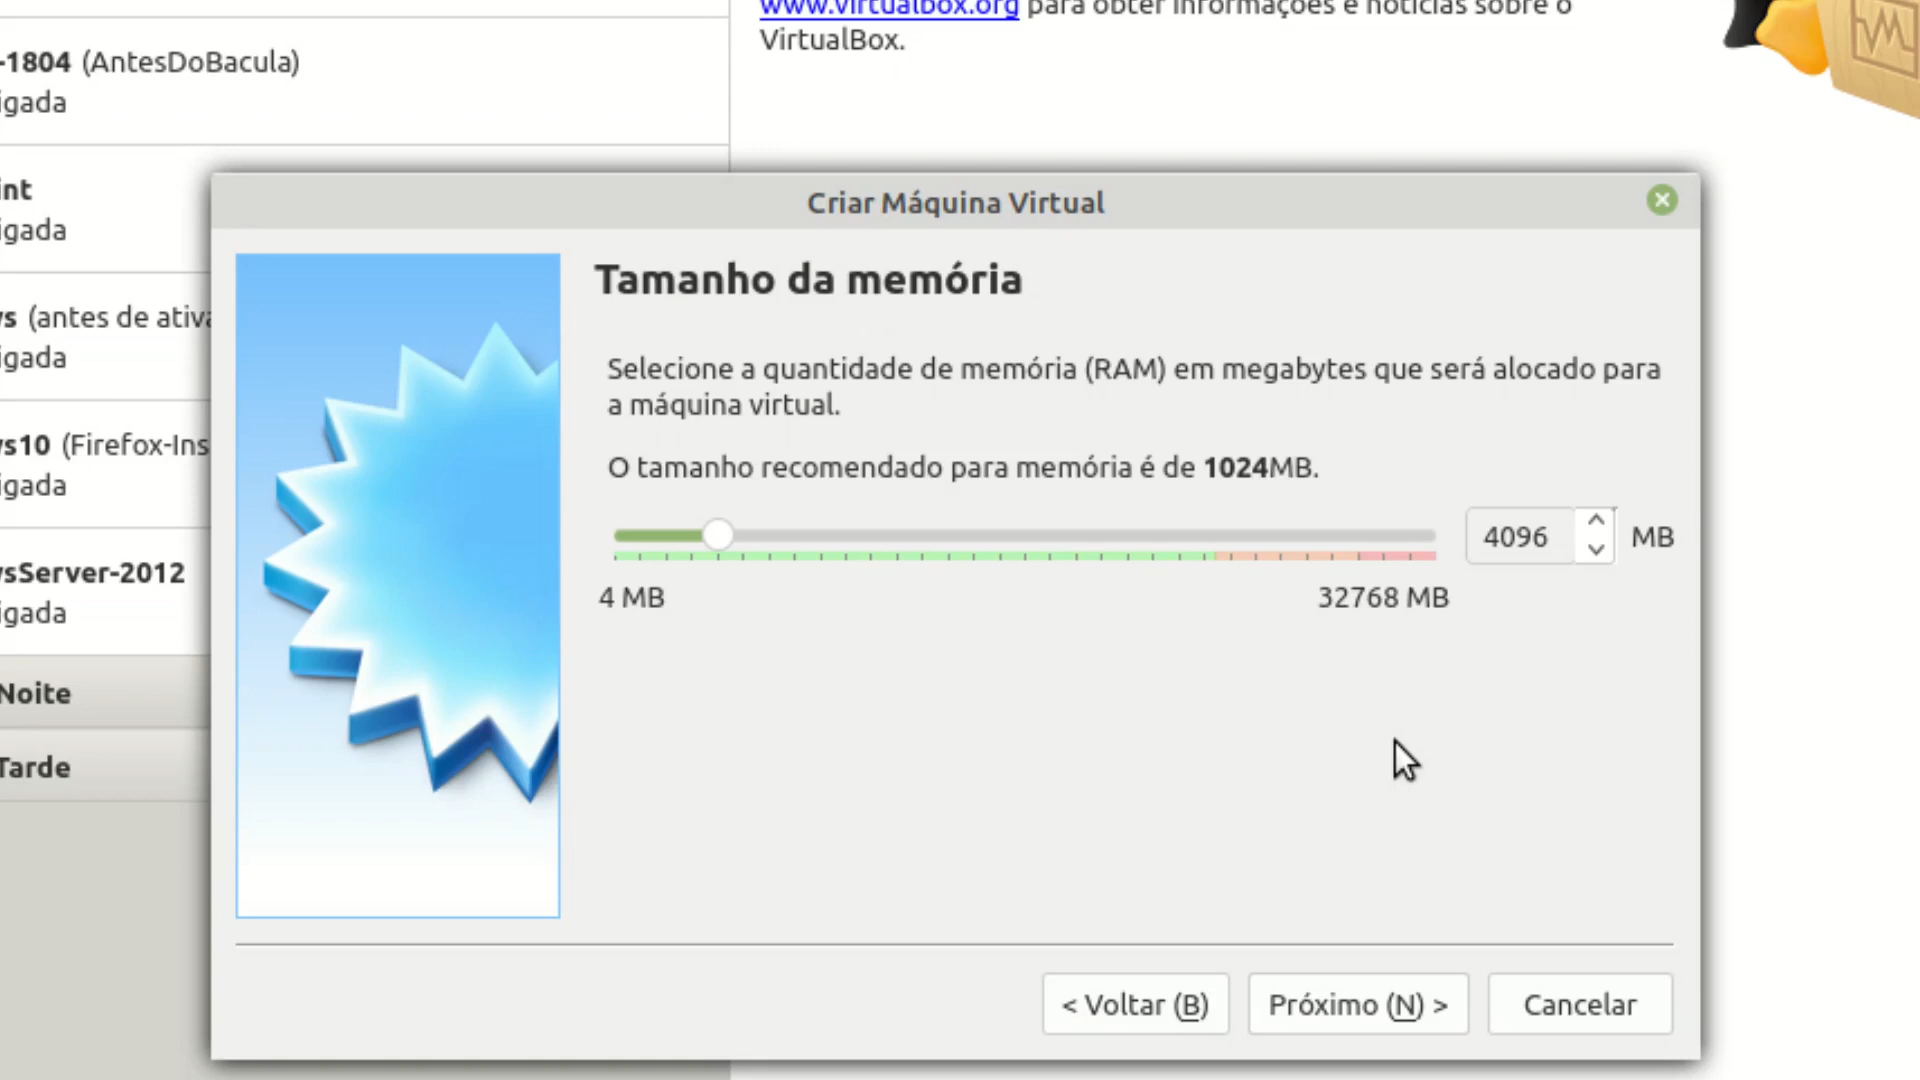 www.virtualbox.org para obter informações e notícias sobre o
VirtualBox.
-1804 (AntesDoBacula)
igada
int
igada
s (antes de ativa
igada
s10 (Firefox-Ins
igada
sServer-2012
igada
Noite
Tarde
Criar Máquina Virtual
Tamanho da memória
Selecione a quantidade de memória (RAM) em megabytes que será alocado para
a máquina virtual.
O tamanho recomendado para memória é de 1024MB.
4096 MB
4 MB 32768 MB
< Voltar (B) Próximo (N) > Cancelar